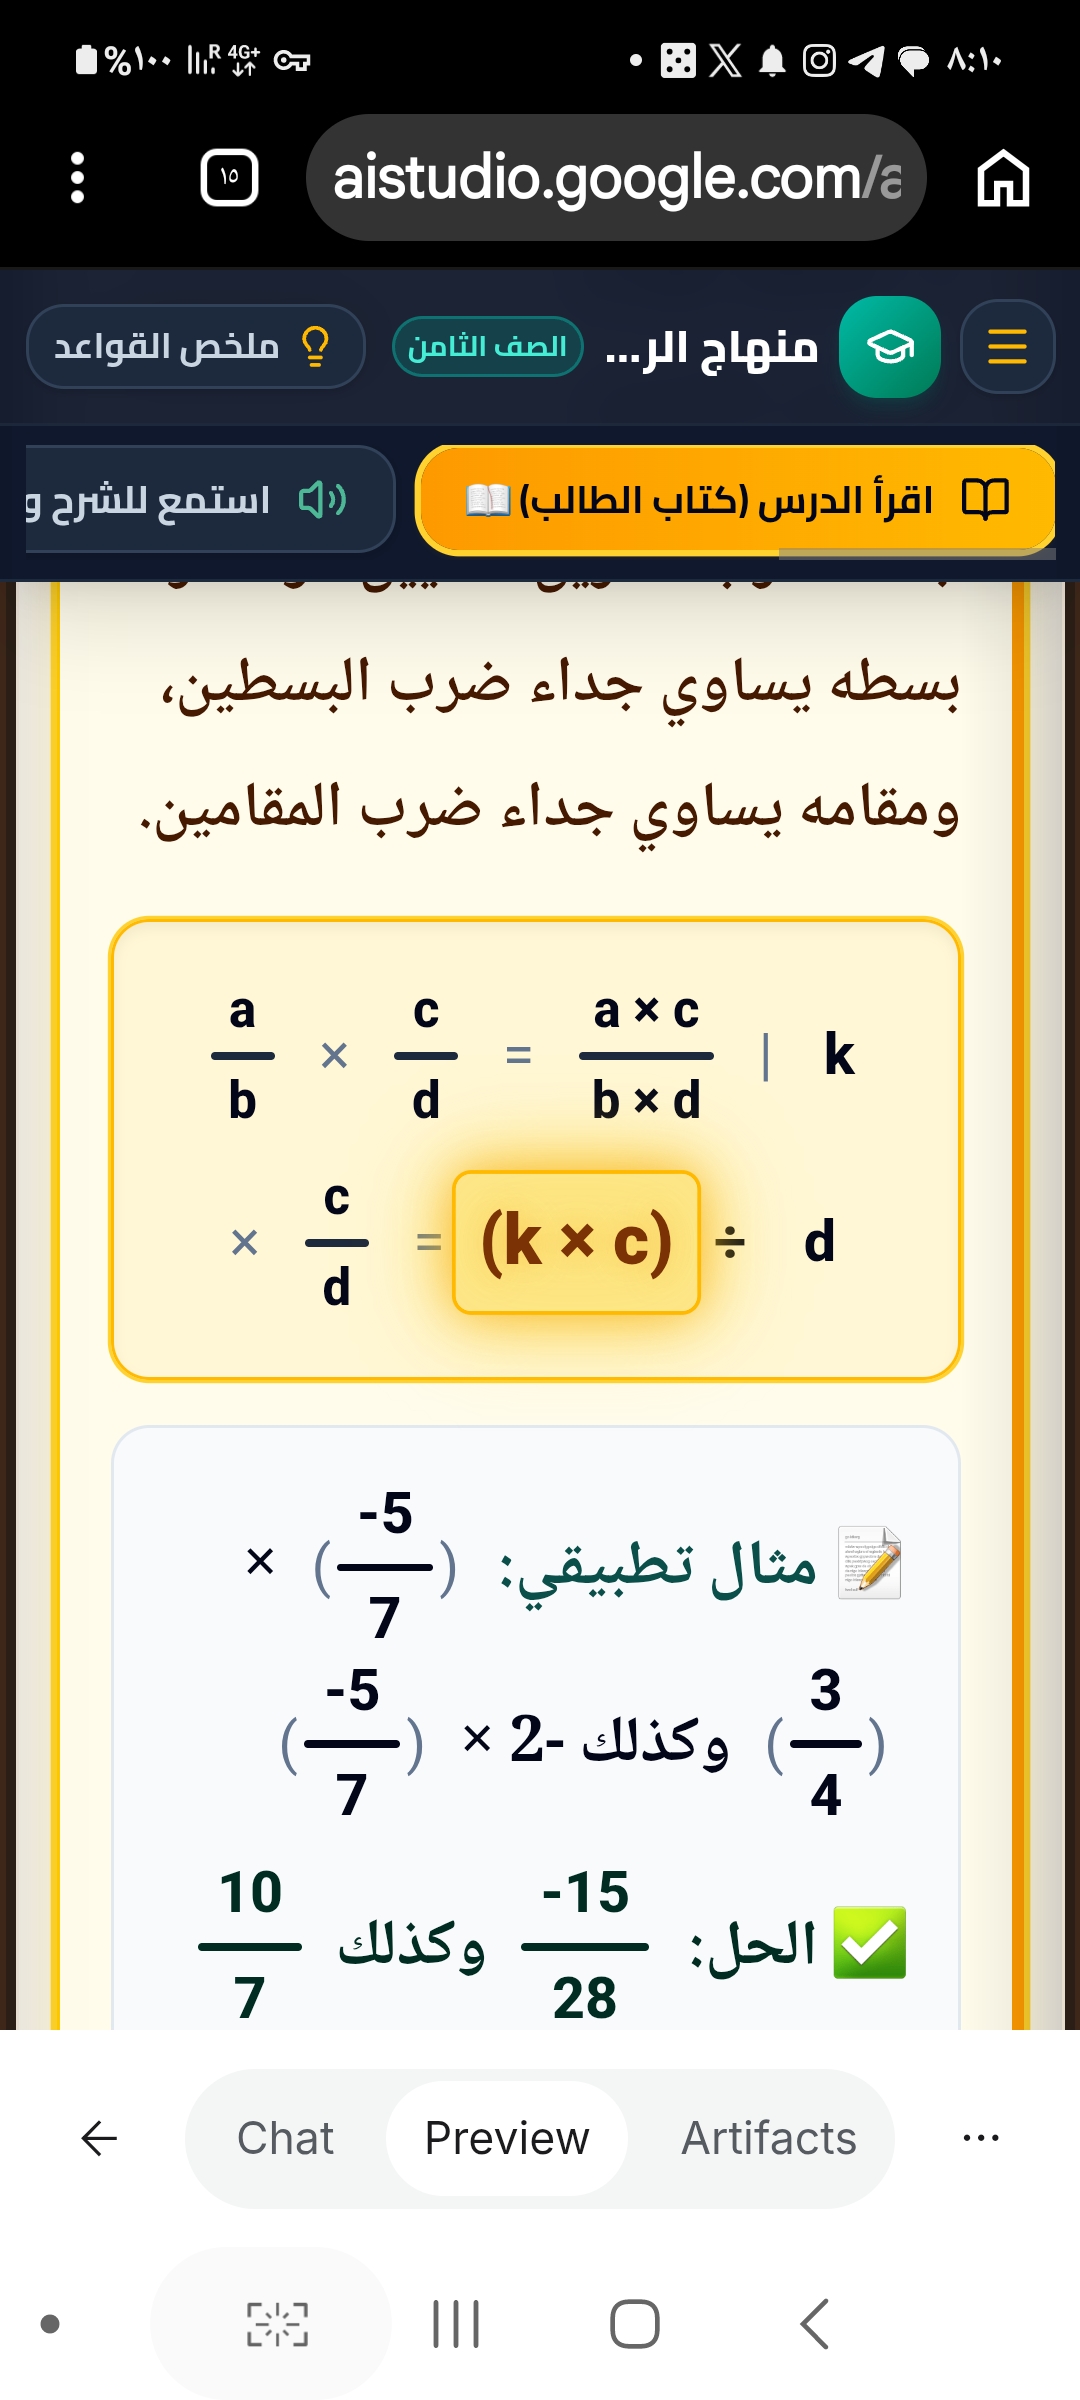 %١٠٠ R 4G+ ٨:١٠
١٥ aistudio.google.com/a
منهاج الر... الصف الثامن ملخص القواعد
اقرأ الدرس (كتاب الطالب) 📖 استمع للشرح و
بسطه يساوي جداء ضرب البسطين،
ومقامه يساوي جداء ضرب المقامين.
a/b × c/d = a × c / b × d | k
× c/d = (k × c) ÷ d
📝 مثال تطبيقي: (-5/7) ×
(3/4) وكذلك -2 × (-5/7)
✅ الحل: -15/28 وكذلك 10/7
Chat Preview Artifacts